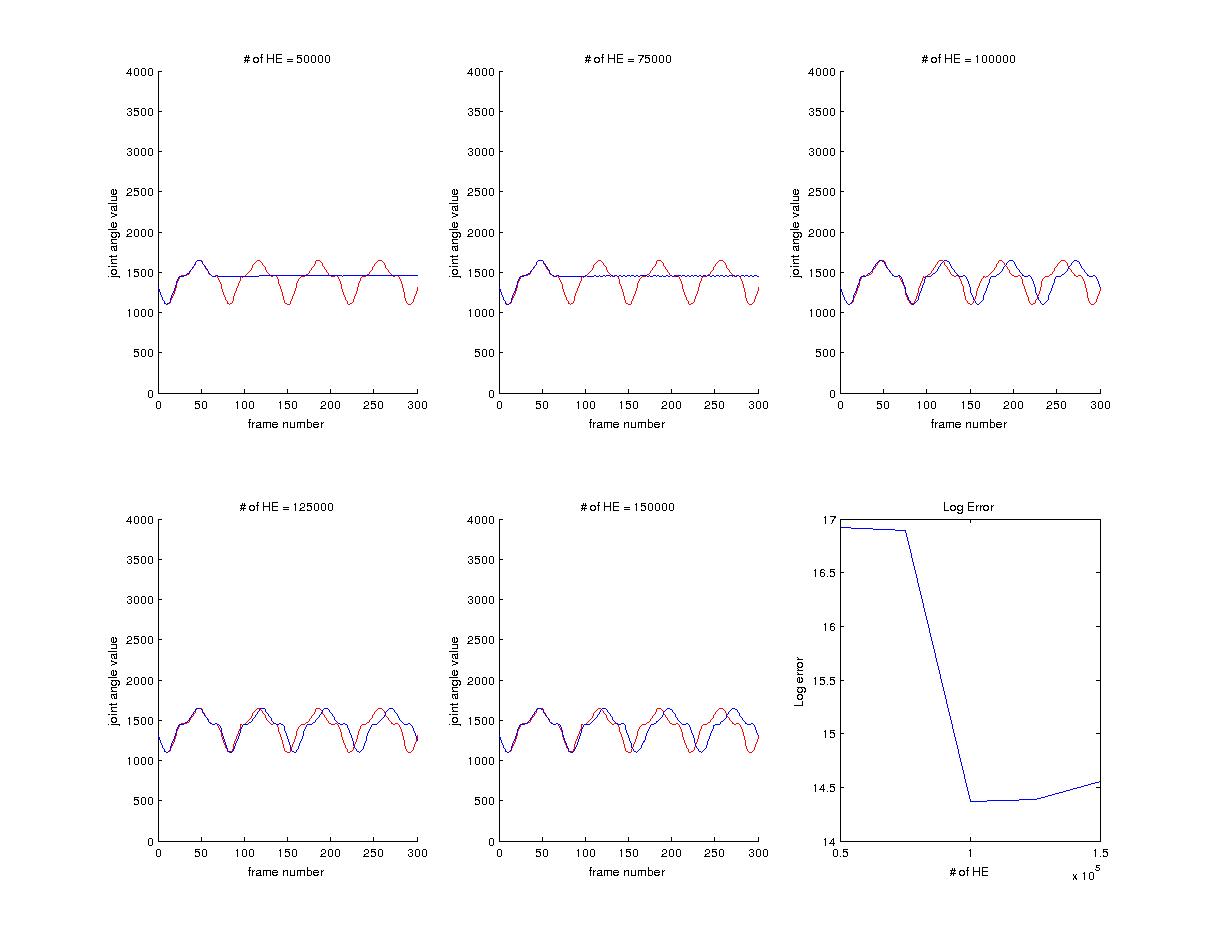 # of HE = 50000
# of HE = 75000
# of HE = 100000
4000
3500
3000
2500
2000
1500
1000
500
0
joint angle value
0 50 100 150 200 250 300
frame number
4000
3500
3000
2500
2000
1500
1000
500
0
joint angle value
0 50 100 150 200 250 300
frame number
4000
3500
3000
2500
2000
1500
1000
500
0
joint angle value
0 50 100 150 200 250 300
frame number
# of HE = 125000
# of HE = 150000
Log Error
4000
3500
3000
2500
2000
1500
1000
500
0
joint angle value
0 50 100 150 200 250 300
frame number
4000
3500
3000
2500
2000
1500
1000
500
0
joint angle value
0 50 100 150 200 250 300
frame number
17
16.5
16
15.5
15
14.5
14
Log error
0.5 1 1.5
# of HE
x 10^5